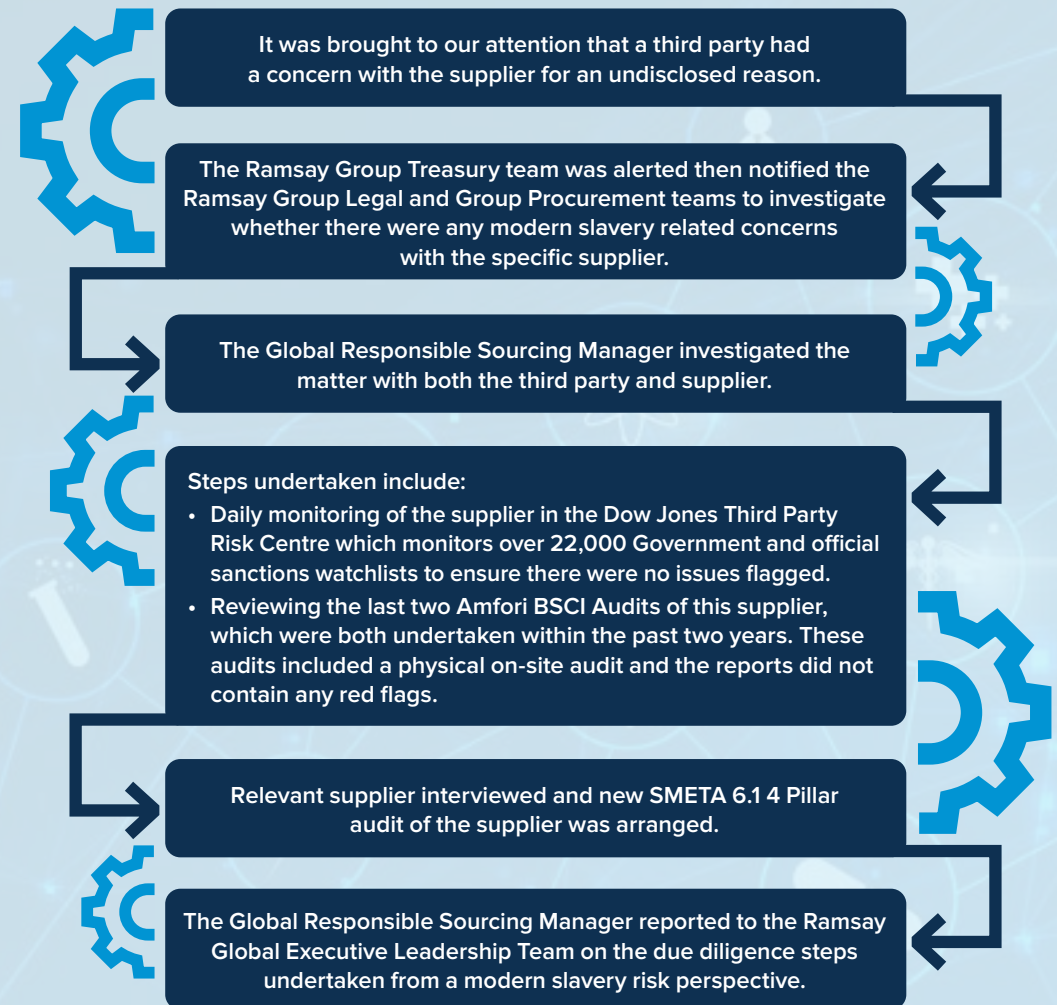 It was brought to our attention that a third party had
a concern with the supplier for an undisclosed reason.
The Ramsay Group Treasury team was alerted then notified the
Ramsay Group Legal and Group Procurement teams to investigate
whether there were any modern slavery related concerns
with the specific supplier.
The Global Responsible Sourcing Manager investigated the
matter with both the third party and supplier.
Steps undertaken include:
• Daily monitoring of the supplier in the Dow Jones Third Party
Risk Centre which monitors over 22,000 Government and official
sanctions watchlists to ensure there were no issues flagged.
• Reviewing the last two Amfori BSCI Audits of this supplier,
which were both undertaken within the past two years. These
audits included a physical on-site audit and the reports did not
contain any red flags.
Relevant supplier interviewed and new SMETA 6.1 4 Pillar
audit of the supplier was arranged.
The Global Responsible Sourcing Manager reported to the Ramsay
Global Executive Leadership Team on the due diligence steps
undertaken from a modern slavery risk perspective.